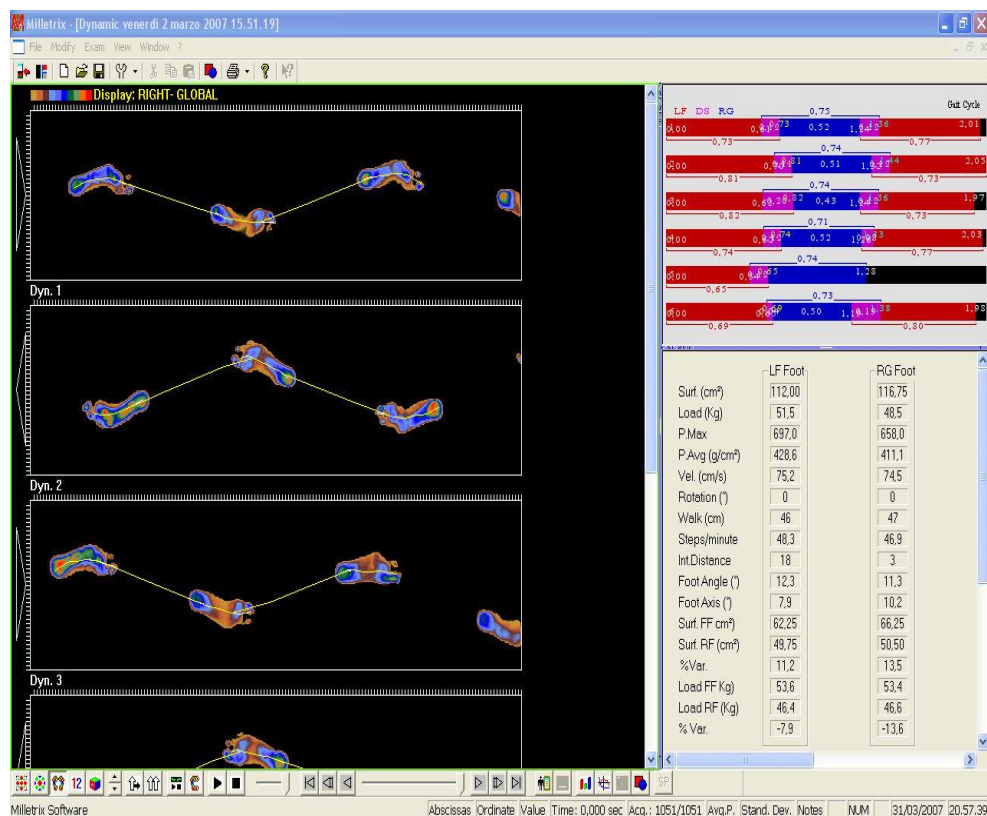 Milletrix - [Dynamic venerdì 2 marzo 2007 15.51.19]
File Modify Exam View Window ?
Display: RIGHT- GLOBAL
Dyn. 1
Dyn. 2
Dyn. 3
LF DS RG
Gait Cycle
0,75
0,52 2,01
0,73 0,77
0,74
0,51 2,05
0,81 0,73
0,74
0,43 1,97
0,82 0,73
0,71
0,52 2,03
0,74 0,77
0,74
1,28
0,65
0,73
0,50 1,98
0,69 0,80
LF Foot RG Foot
Surf. (cm²) 112,00 116,75
Load (Kg) 51,5 48,5
P.Max 697,0 658,0
P.Avg (g/cm²) 428,6 411,1
Vel. (cm/s) 75,2 74,5
Rotation (°) 0 0
Walk (cm) 46 47
Steps/minute 48,3 46,9
Int.Distance 18 3
Foot Angle (°) 12,3 11,3
Foot Axis (°) 7,9 10,2
Surf. FF cm²) 62,25 66,25
Surf. RF (cm²) 49,75 50,50
%Var. 11,2 13,5
Load FF Kg) 53,6 53,4
Load RF (Kg) 46,4 46,6
% Var. -7,9 -13,6
12
SP
Milletrix Software Abscissas Ordinate Value Time: 0,000 sec Acq.: 1051/1051 Avg.P. Stand. Dev. Notes NUM 31/03/2007 20.57.39